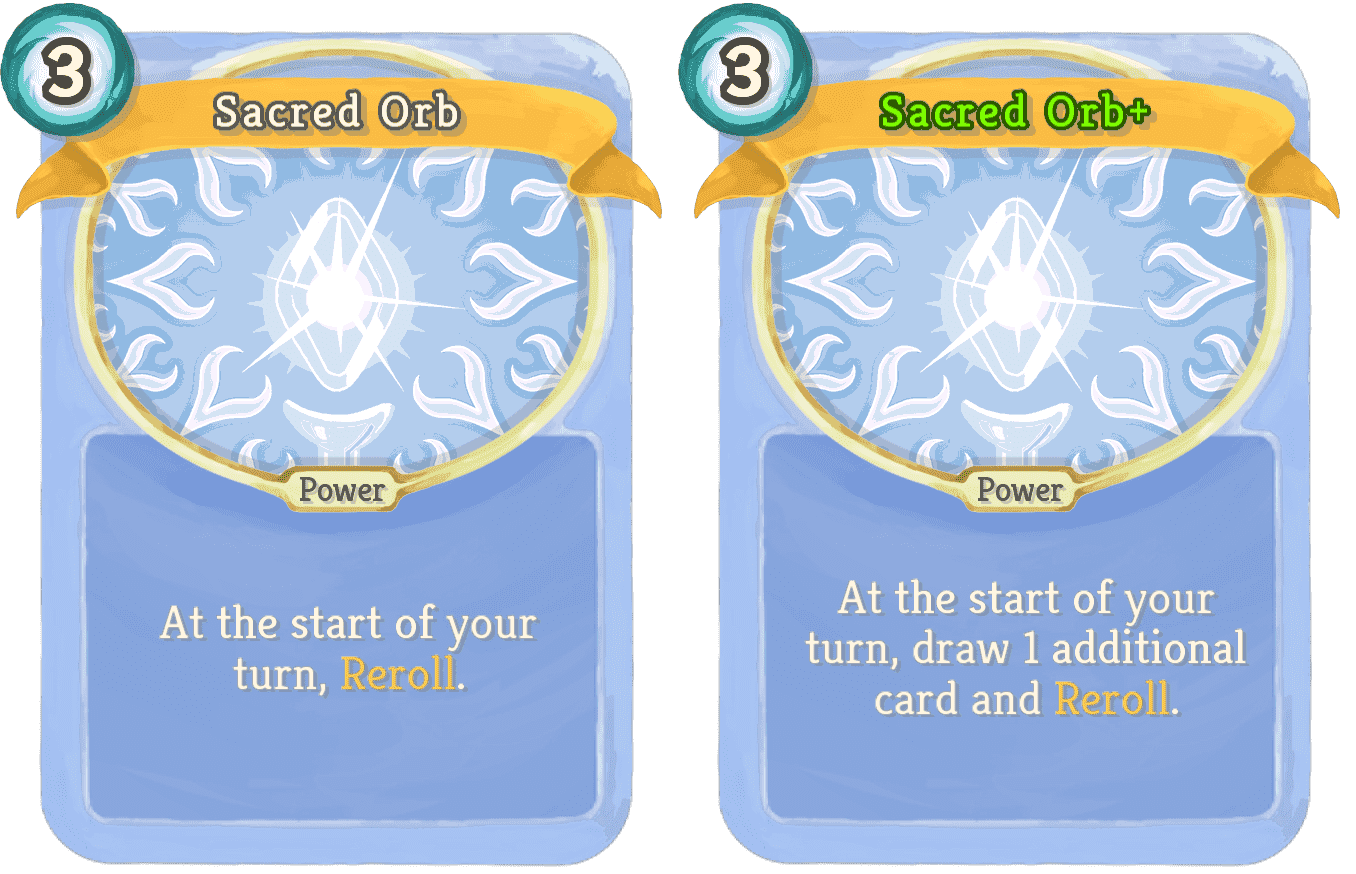 3
Sacred Orb
Power
At the start of your
turn, Reroll.
3
Sacred Orb+
Power
At the start of your
turn, draw 1 additional
card and Reroll.